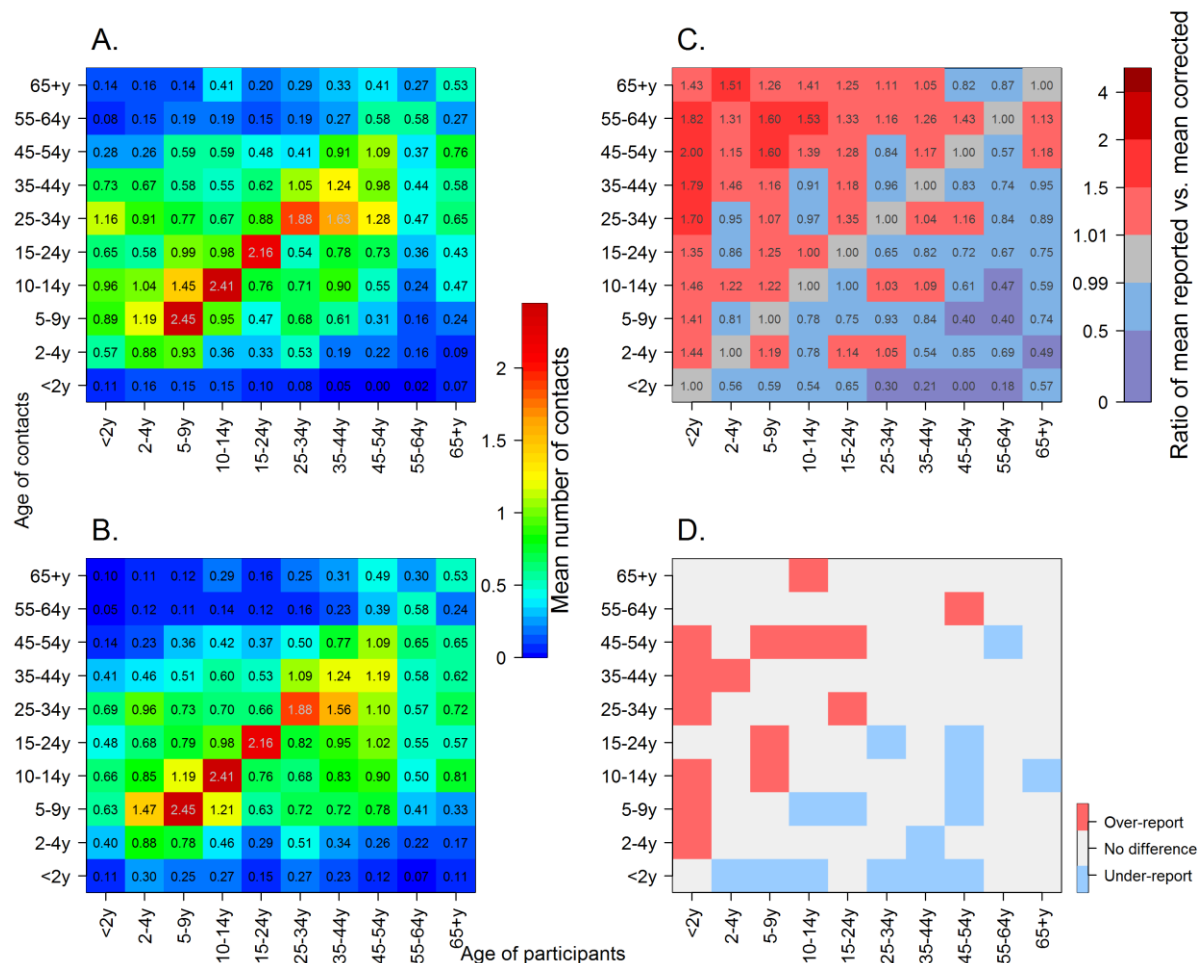 A.
65+y 0.14 0.16 0.14 0.41 0.20 0.29 0.33 0.41 0.27 0.53
55-64y 0.08 0.15 0.19 0.19 0.15 0.19 0.27 0.58 0.58 0.27
45-54y 0.28 0.26 0.59 0.59 0.48 0.41 0.91 1.09 0.37 0.76
35-44y 0.73 0.67 0.58 0.55 0.62 1.05 1.24 0.98 0.44 0.58
25-34y 1.16 0.91 0.77 0.67 0.88 1.88 1.63 1.28 0.47 0.65
15-24y 0.65 0.58 0.99 0.98 2.16 0.54 0.78 0.73 0.36 0.43
10-14y 0.96 1.04 1.45 2.41 0.76 0.71 0.90 0.55 0.24 0.47
5-9y 0.89 1.19 2.45 0.95 0.47 0.68 0.61 0.31 0.16 0.24
2-4y 0.57 0.88 0.93 0.36 0.33 0.53 0.19 0.22 0.16 0.09
<2y 0.11 0.16 0.15 0.15 0.10 0.08 0.05 0.00 0.02 0.07
<2y 2-4y 5-9y 10-14y 15-24y 25-34y 35-44y 45-54y 55-64y 65+y
Age of contacts
2
1.5
1
0.5
0
Mean number of contacts
C.
65+y 1.43 1.51 1.26 1.41 1.25 1.11 1.05 0.82 0.87 1.00
55-64y 1.82 1.31 1.60 1.53 1.33 1.16 1.26 1.43 1.00 1.13
45-54y 2.00 1.15 1.60 1.39 1.28 0.84 1.17 1.00 0.57 1.18
35-44y 1.79 1.46 1.16 0.91 1.18 0.96 1.00 0.83 0.74 0.95
25-34y 1.70 0.95 1.07 0.97 1.35 1.00 1.04 1.16 0.84 0.89
15-24y 1.35 0.86 1.25 1.00 1.00 0.65 0.82 0.72 0.67 0.75
10-14y 1.46 1.22 1.22 1.00 1.00 1.03 1.09 0.61 0.47 0.59
5-9y 1.41 0.81 1.00 0.78 0.75 0.93 0.84 0.40 0.40 0.74
2-4y 1.44 1.00 1.19 0.78 1.14 1.05 0.54 0.85 0.69 0.49
<2y 1.00 0.56 0.59 0.54 0.65 0.30 0.21 0.00 0.18 0.57
<2y 2-4y 5-9y 10-14y 15-24y 25-34y 35-44y 45-54y 55-64y 65+y
4
2
1.5
1.01
0.99
0.5
0
Ratio of mean reported vs. mean corrected
B.
65+y 0.10 0.11 0.12 0.29 0.16 0.25 0.31 0.49 0.30 0.53
55-64y 0.05 0.12 0.11 0.14 0.12 0.16 0.23 0.39 0.58 0.24
45-54y 0.14 0.23 0.36 0.42 0.37 0.50 0.77 1.09 0.65 0.65
35-44y 0.41 0.46 0.51 0.60 0.53 1.09 1.24 1.19 0.58 0.62
25-34y 0.69 0.96 0.73 0.70 0.66 1.88 1.56 1.10 0.57 0.72
15-24y 0.48 0.68 0.79 0.98 2.16 0.82 0.95 1.02 0.55 0.57
10-14y 0.66 0.85 1.19 2.41 0.76 0.68 0.83 0.90 0.50 0.81
5-9y 0.63 1.47 2.45 1.21 0.63 0.72 0.72 0.78 0.41 0.33
2-4y 0.40 0.88 0.78 0.46 0.29 0.51 0.34 0.26 0.22 0.17
<2y 0.11 0.30 0.25 0.27 0.15 0.27 0.23 0.12 0.07 0.11
<2y 2-4y 5-9y 10-14y 15-24y 25-34y 35-44y 45-54y 55-64y 65+y
Age of participants
D.
65+y
55-64y
45-54y
35-44y
25-34y
15-24y
10-14y
5-9y
2-4y
<2y
<2y 2-4y 5-9y 10-14y 15-24y 25-34y 35-44y 45-54y 55-64y 65+y
Over-report
No difference
Under-report